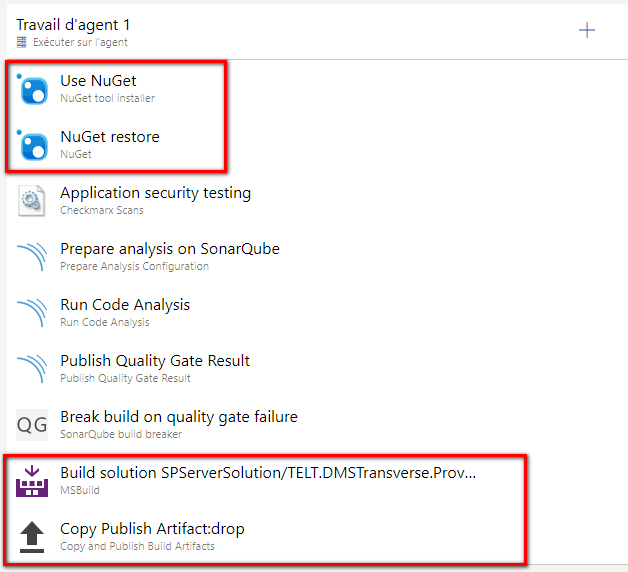 Travail d'agent 1
Exécuter sur l'agent
Use NuGet
NuGet tool installer
NuGet restore
NuGet
Application security testing
Checkmarx Scans
Prepare analysis on SonarQube
Prepare Analysis Configuration
Run Code Analysis
Run Code Analysis
Publish Quality Gate Result
Publish Quality Gate Result
QG
Break build on quality gate failure
SonarQube build breaker
Build solution SPServerSolution/TELT.DMSTransverse.Prov...
MSBuild
Copy Publish Artifact:drop
Copy and Publish Build Artifacts